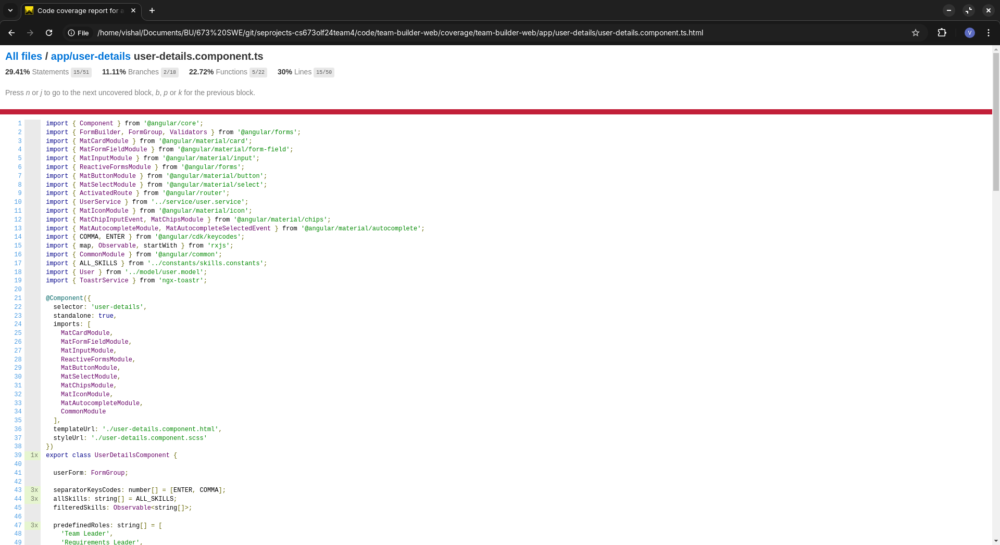 Code coverage report for a
File /home/vishal/Documents/BU/673%20SWE/git/seprojects-cs673olf24team4/code/team-builder-web/coverage/team-builder-web/app/user-details/user-details.component.ts.html
V
All files / app/user-details user-details.component.ts
29.41% Statements 15/51 11.11% Branches 2/18 22.72% Functions 5/22 30% Lines 15/50
Press n or j to go to the next uncovered block, b, p or k for the previous block.
1 import { Component } from '@angular/core';
2 import { FormBuilder, FormGroup, Validators } from '@angular/forms';
3 import { MatCardModule } from '@angular/material/card';
4 import { MatFormFieldModule } from '@angular/material/form-field';
5 import { MatInputModule } from '@angular/material/input';
6 import { ReactiveFormsModule } from '@angular/forms';
7 import { MatButtonModule } from '@angular/material/button';
8 import { MatSelectModule } from '@angular/material/select';
9 import { ActivatedRoute } from '@angular/router';
10 import { UserService } from '../service/user.service';
11 import { MatIconModule } from '@angular/material/icon';
12 import { MatChipInputEvent, MatChipsModule } from '@angular/material/chips';
13 import { MatAutocompleteModule, MatAutocompleteSelectedEvent } from '@angular/material/autocomplete';
14 import { COMMA, ENTER } from '@angular/cdk/keycodes';
15 import { map, Observable, startWith } from 'rxjs';
16 import { CommonModule } from '@angular/common';
17 import { ALL_SKILLS } from '../constants/skills.constants';
18 import { User } from '../model/user.model';
19 import { ToastrService } from 'ngx-toastr';
20
21 @Component({
22 selector: 'user-details',
23 standalone: true,
24 imports: [
25 MatCardModule,
26 MatFormFieldModule,
27 MatInputModule,
28 ReactiveFormsModule,
29 MatButtonModule,
30 MatSelectModule,
31 MatChipsModule,
32 MatIconModule,
33 MatAutocompleteModule,
34 CommonModule
35 ],
36 templateUrl: './user-details.component.html',
37 styleUrl: './user-details.component.scss'
38 })
39 1x export class UserDetailsComponent {
40
41 userForm: FormGroup;
42
43 3x separatorKeysCodes: number[] = [ENTER, COMMA];
44 3x allSkills: string[] = ALL_SKILLS;
45 filteredSkills: Observable<string[]>;
46
47 3x predefinedRoles: string[] = [
48 'Team Leader',
49 'Requirements Leader',